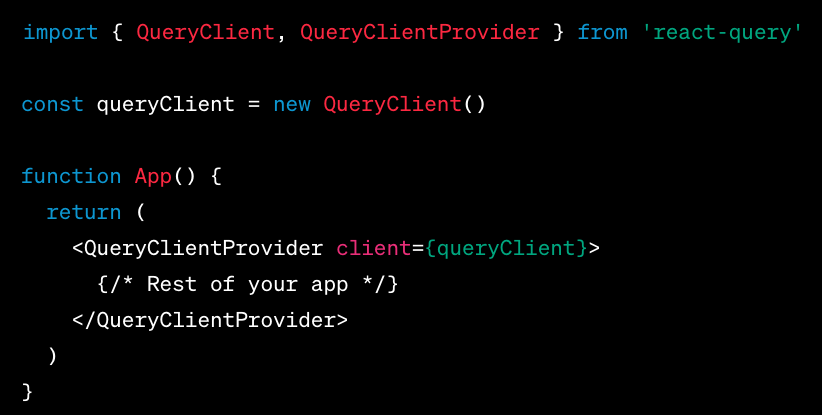 import { QueryClient, QueryClientProvider } from 'react-query'
const queryClient = new QueryClient()
function App() {
return (
<QueryClientProvider client={queryClient}>
{/* Rest of your app */}
</QueryClientProvider>
)
}